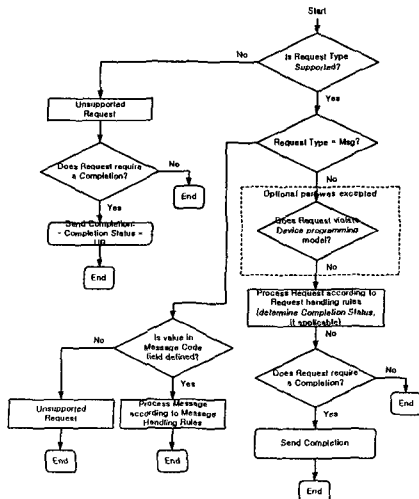 Start
Is Request Type
Supported?
No
Yes
Unsupported
Request
Request Type = Msg?
Does Request require
a Completion?
No
End
Yes
Send Completion:
- Completion Status =
UR
End
No
Optional
Does Request violate
Device programming
model?
No
Process Request according to
Request handling rules
(determine Completion Status,
if applicable)
No
Is value in
Message Code
field defined?
No
Yes
Does Request require
a Completion?
No
End
Yes
Unsupported
Request
Process Message
according to Message
Handling Rules
Send Completion
End
End
End